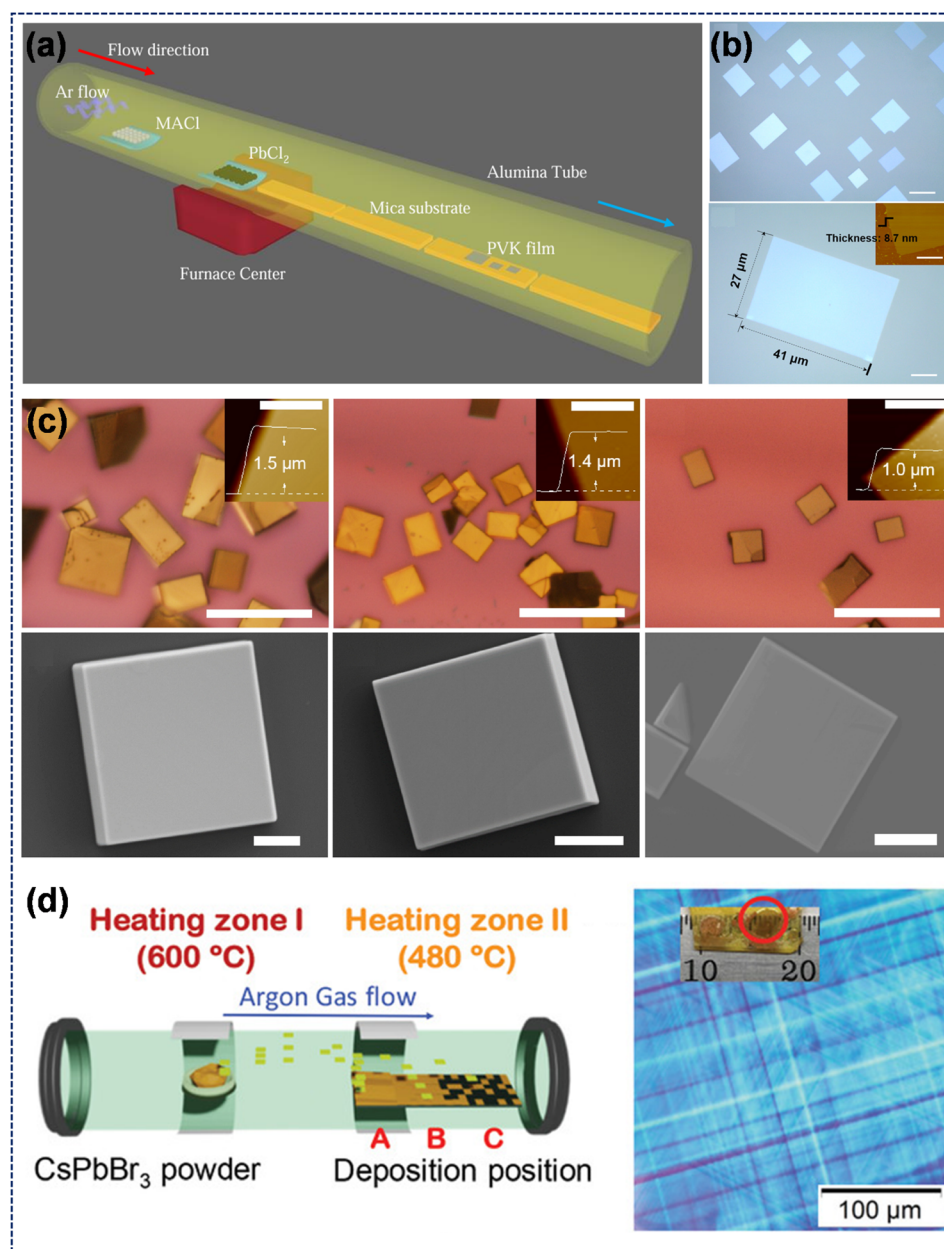 (a)
Flow direction
Ar flow
MACl
PbCl2
Alumina Tube
Mica substrate
PVK film
Furnace Center
(b)
Thickness: 8.7 nm
27 μm
41 μm
(c)
1.5 μm
1.4 μm
1.0 μm
(d)
Heating zone I
(600 °C)
Heating zone II
(480 °C)
Argon Gas flow
A B C
CsPbBr3 powder
Deposition position
10 20
100 μm